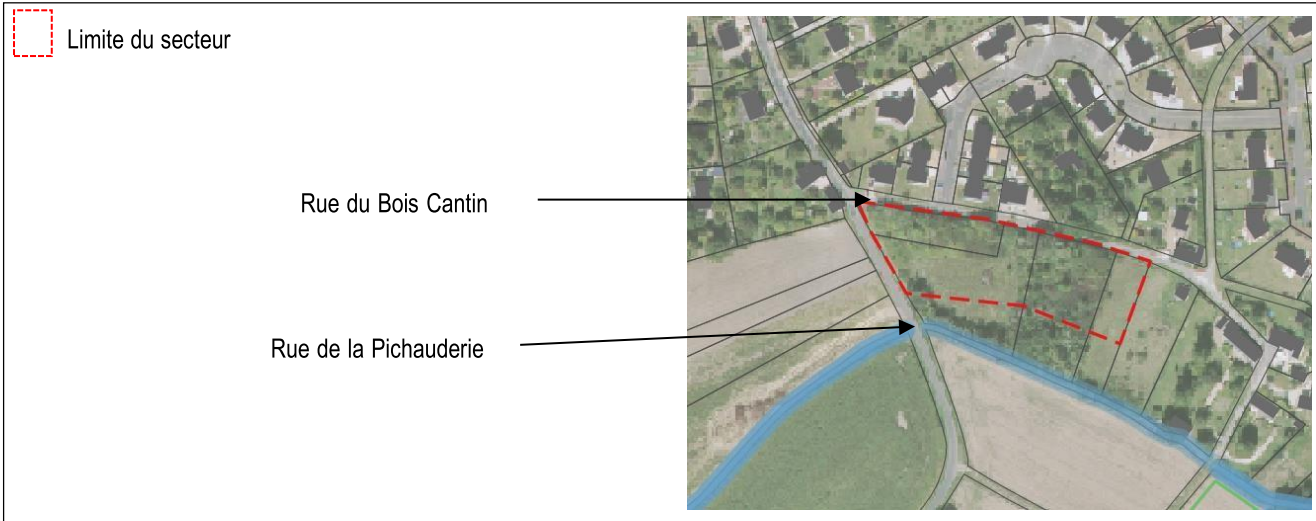 Limite du secteur
Rue du Bois Cantin
Rue de la Pichauderie